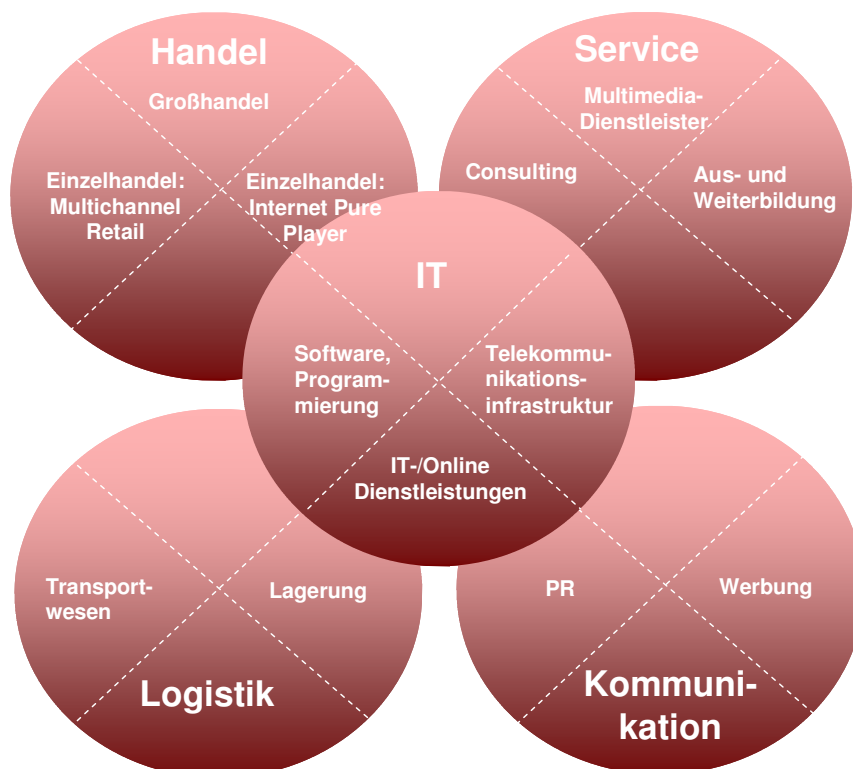 Handel
Großhandel
Einzelhandel:
Multichannel
Retail
Einzelhandel:
Internet Pure
Player
Service
Multimedia-
Dienstleister
Consulting
Aus- und
Weiterbildung
IT
Software,
Program-
mierung
Telekommu-
nikations-
infrastruktur
IT-/Online
Dienstleistungen
Transport-
wesen
Lagerung
Logistik
PR
Werbung
Kommuni-
kation